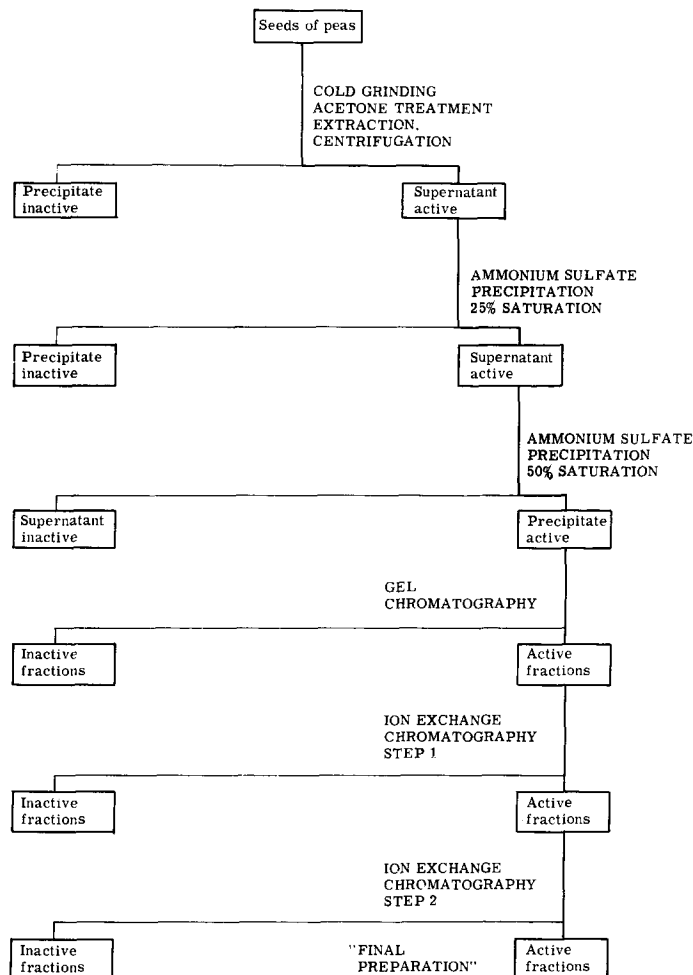 Seeds of peas
COLD GRINDING
ACETONE TREATMENT
EXTRACTION,
CENTRIFUGATION
Precipitate
inactive
Supernatant
active
AMMONIUM SULFATE
PRECIPITATION
25% SATURATION
Precipitate
inactive
Supernatant
active
AMMONIUM SULFATE
PRECIPITATION
50% SATURATION
Supernatant
inactive
Precipitate
active
GEL
CHROMATOGRAPHY
Inactive
fractions
Active
fractions
ION EXCHANGE
CHROMATOGRAPHY
STEP 1
Inactive
fractions
Active
fractions
ION EXCHANGE
CHROMATOGRAPHY
STEP 2
Inactive
fractions
"FINAL
PREPARATION"
Active
fractions